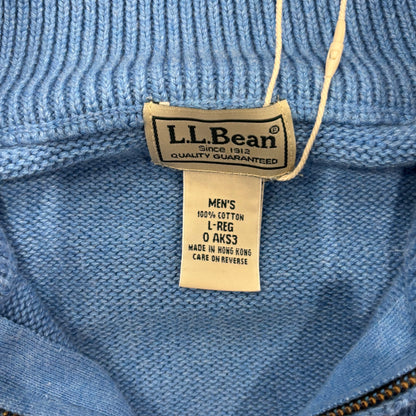 L.L.Bean®
Since 1912
QUALITY GUARANTEED
MEN'S
100% COTTON
L-REG
0 AKS3
MADE IN HONG KONG
CARE ON REVERSE